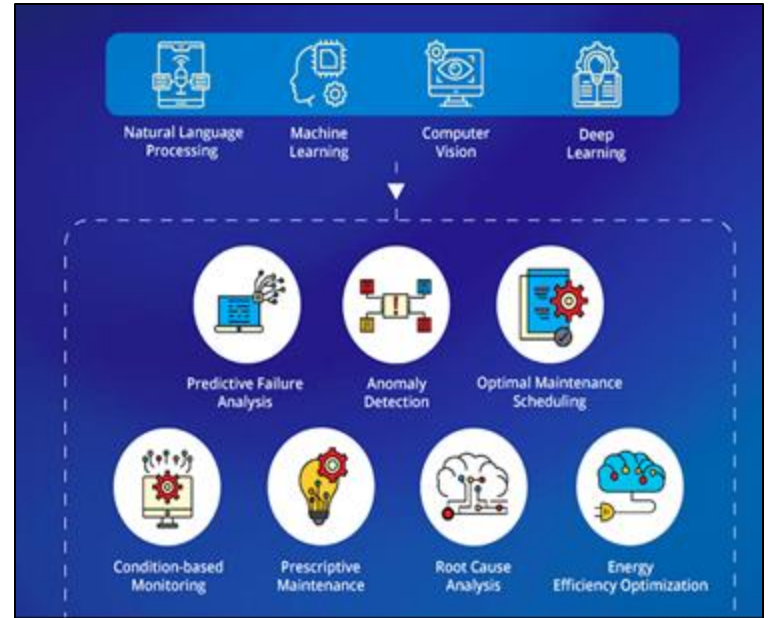 Natural Language
Processing
Machine
Learning
Computer
Vision
Deep
Learning
Predictive Failure
Analysis
Anomaly
Detection
Optimal Maintenance
Scheduling
Condition-based
Monitoring
Prescriptive
Maintenance
Root Cause
Analysis
Energy
Efficiency Optimization